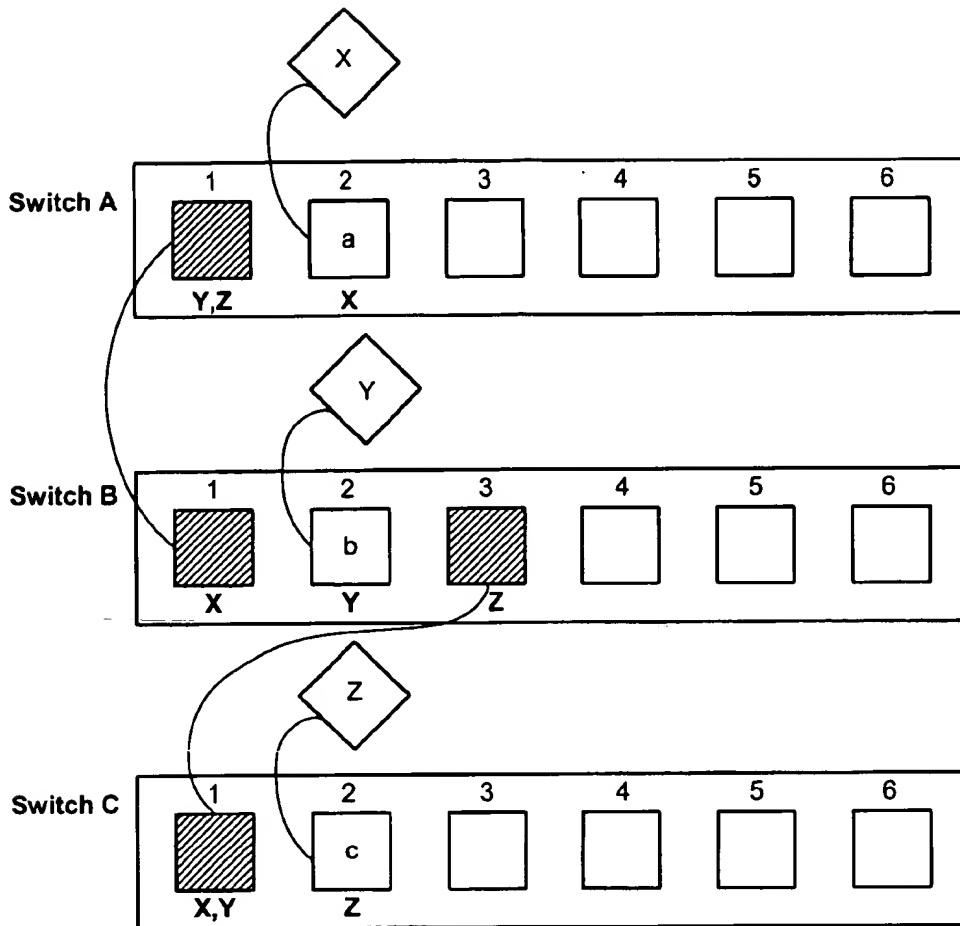 X
1 2 3 4 5 6
Switch A
a
Y,Z X
Y
1 2 3 4 5 6
Switch B
b
X Y Z
Z
1 2 3 4 5 6
Switch C
c
X,Y Z